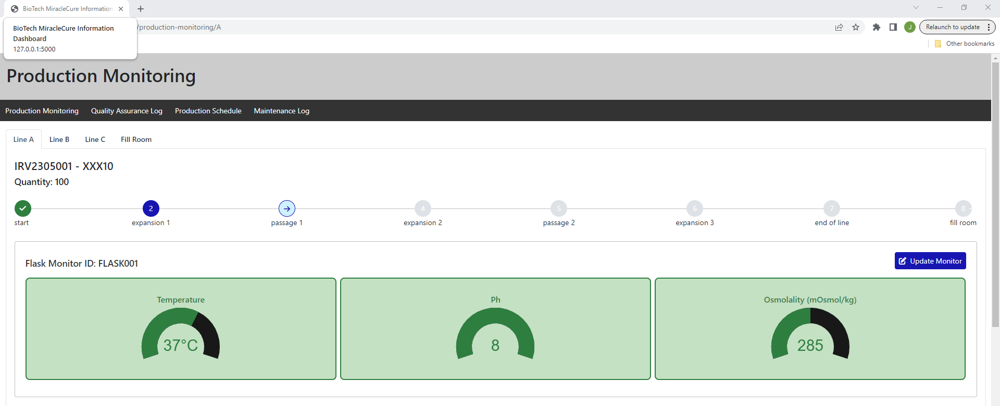 BioTech MiracleCure Information
BioTech MiracleCure Information
Dashboard
127.0.0.1:5000
/production-monitoring/A
J
Relaunch to update
Other bookmarks
Production Monitoring
Production Monitoring Quality Assurance Log Production Schedule Maintenance Log
Line A Line B Line C Fill Room
IRV2305001 - XXX10
Quantity: 100
2 4 5 6 7 8
start expansion 1 passage 1 expansion 2 passage 2 expansion 3 end of line fill room
Flask Monitor ID: FLASK001
Update Monitor
Temperature
37°C
Ph
8
Osmolality (mOsmol/kg)
285